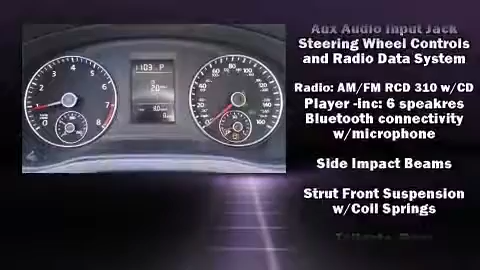 Aux Audio Input Jack
Steering Wheel Controls
and Radio Data System
Radio: AM/FM RCD 310 w/CD
Player -inc: 6 speakres
Bluetooth connectivity
w/microphone
Side Impact Beams
Strut Front Suspension
w/Coil Springs